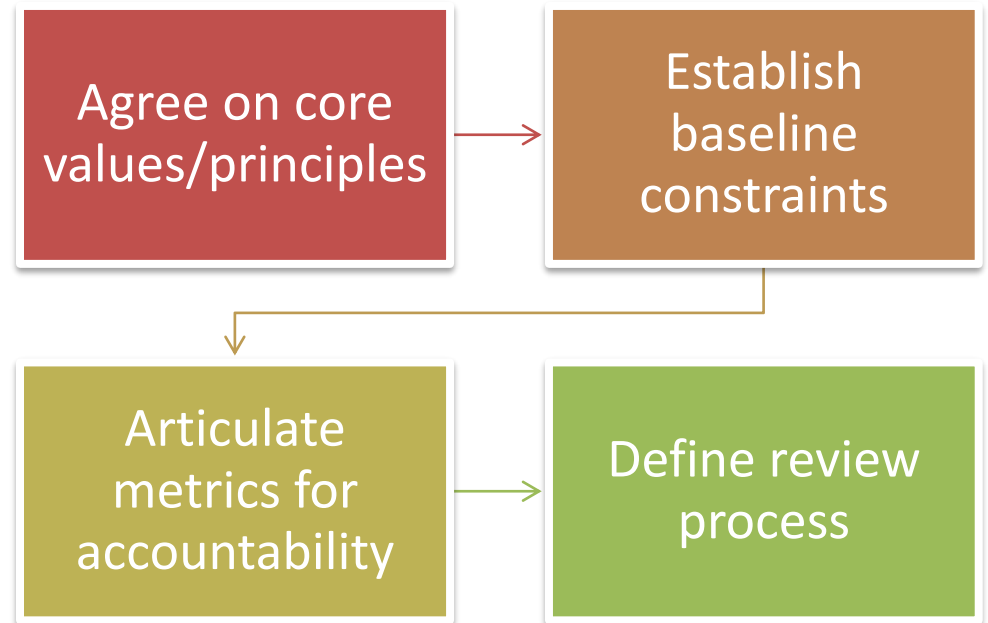 Agree on core
values/principles
Establish
baseline
constraints
Articulate
metrics for
accountability
Define review
process